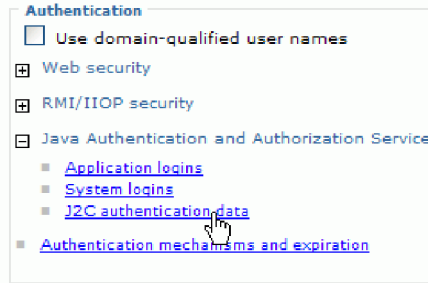 Authentication
Use domain-qualified user names
Web security
RMI/IIOP security
Java Authentication and Authorization Service
Application logins
System logins
J2C authentication data
Authentication mechanisms and expiration